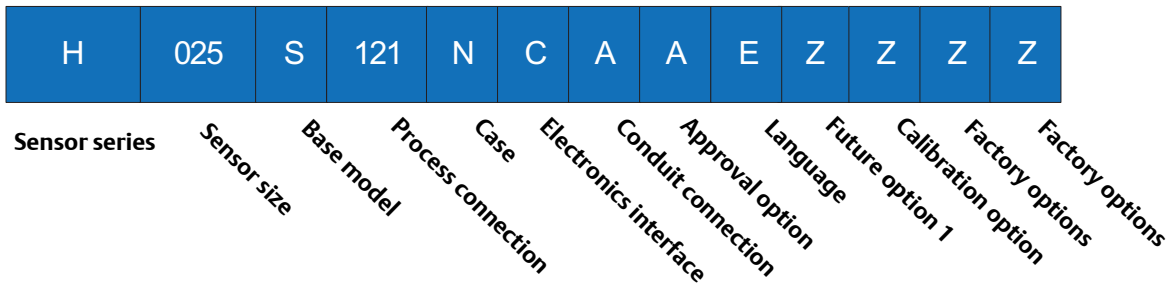 H 025 S 121 N C A A E Z Z Z Z
Sensor series
Sensor size
Base model
Process connection
Case
Electronics interface
Conduit connection
Approval option
Language
Future option 1
Calibration option
Factory options
Factory options